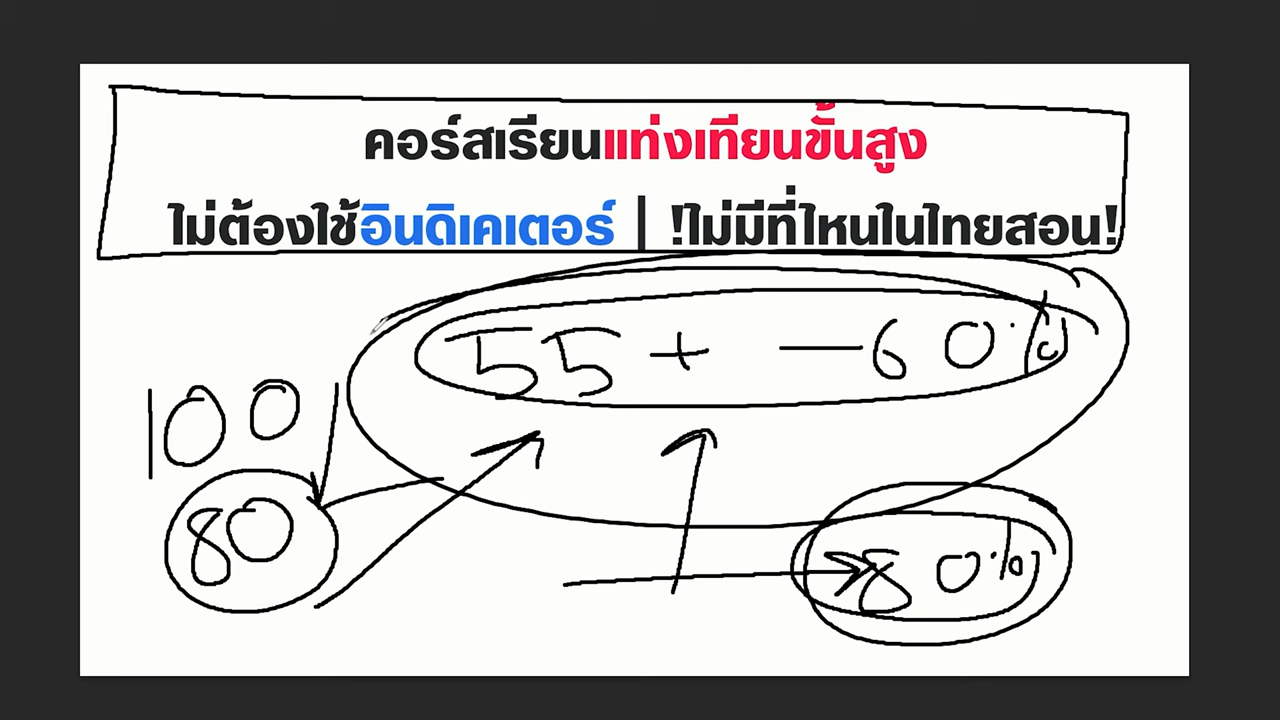 คอร์สเรียนแท่งเทียนขั้นสูง
ไม่ต้องใช้อินดิเคเตอร์ | !ไม่มีที่ไหนในไทยสอน!
55+ - 60%
100
80
80%